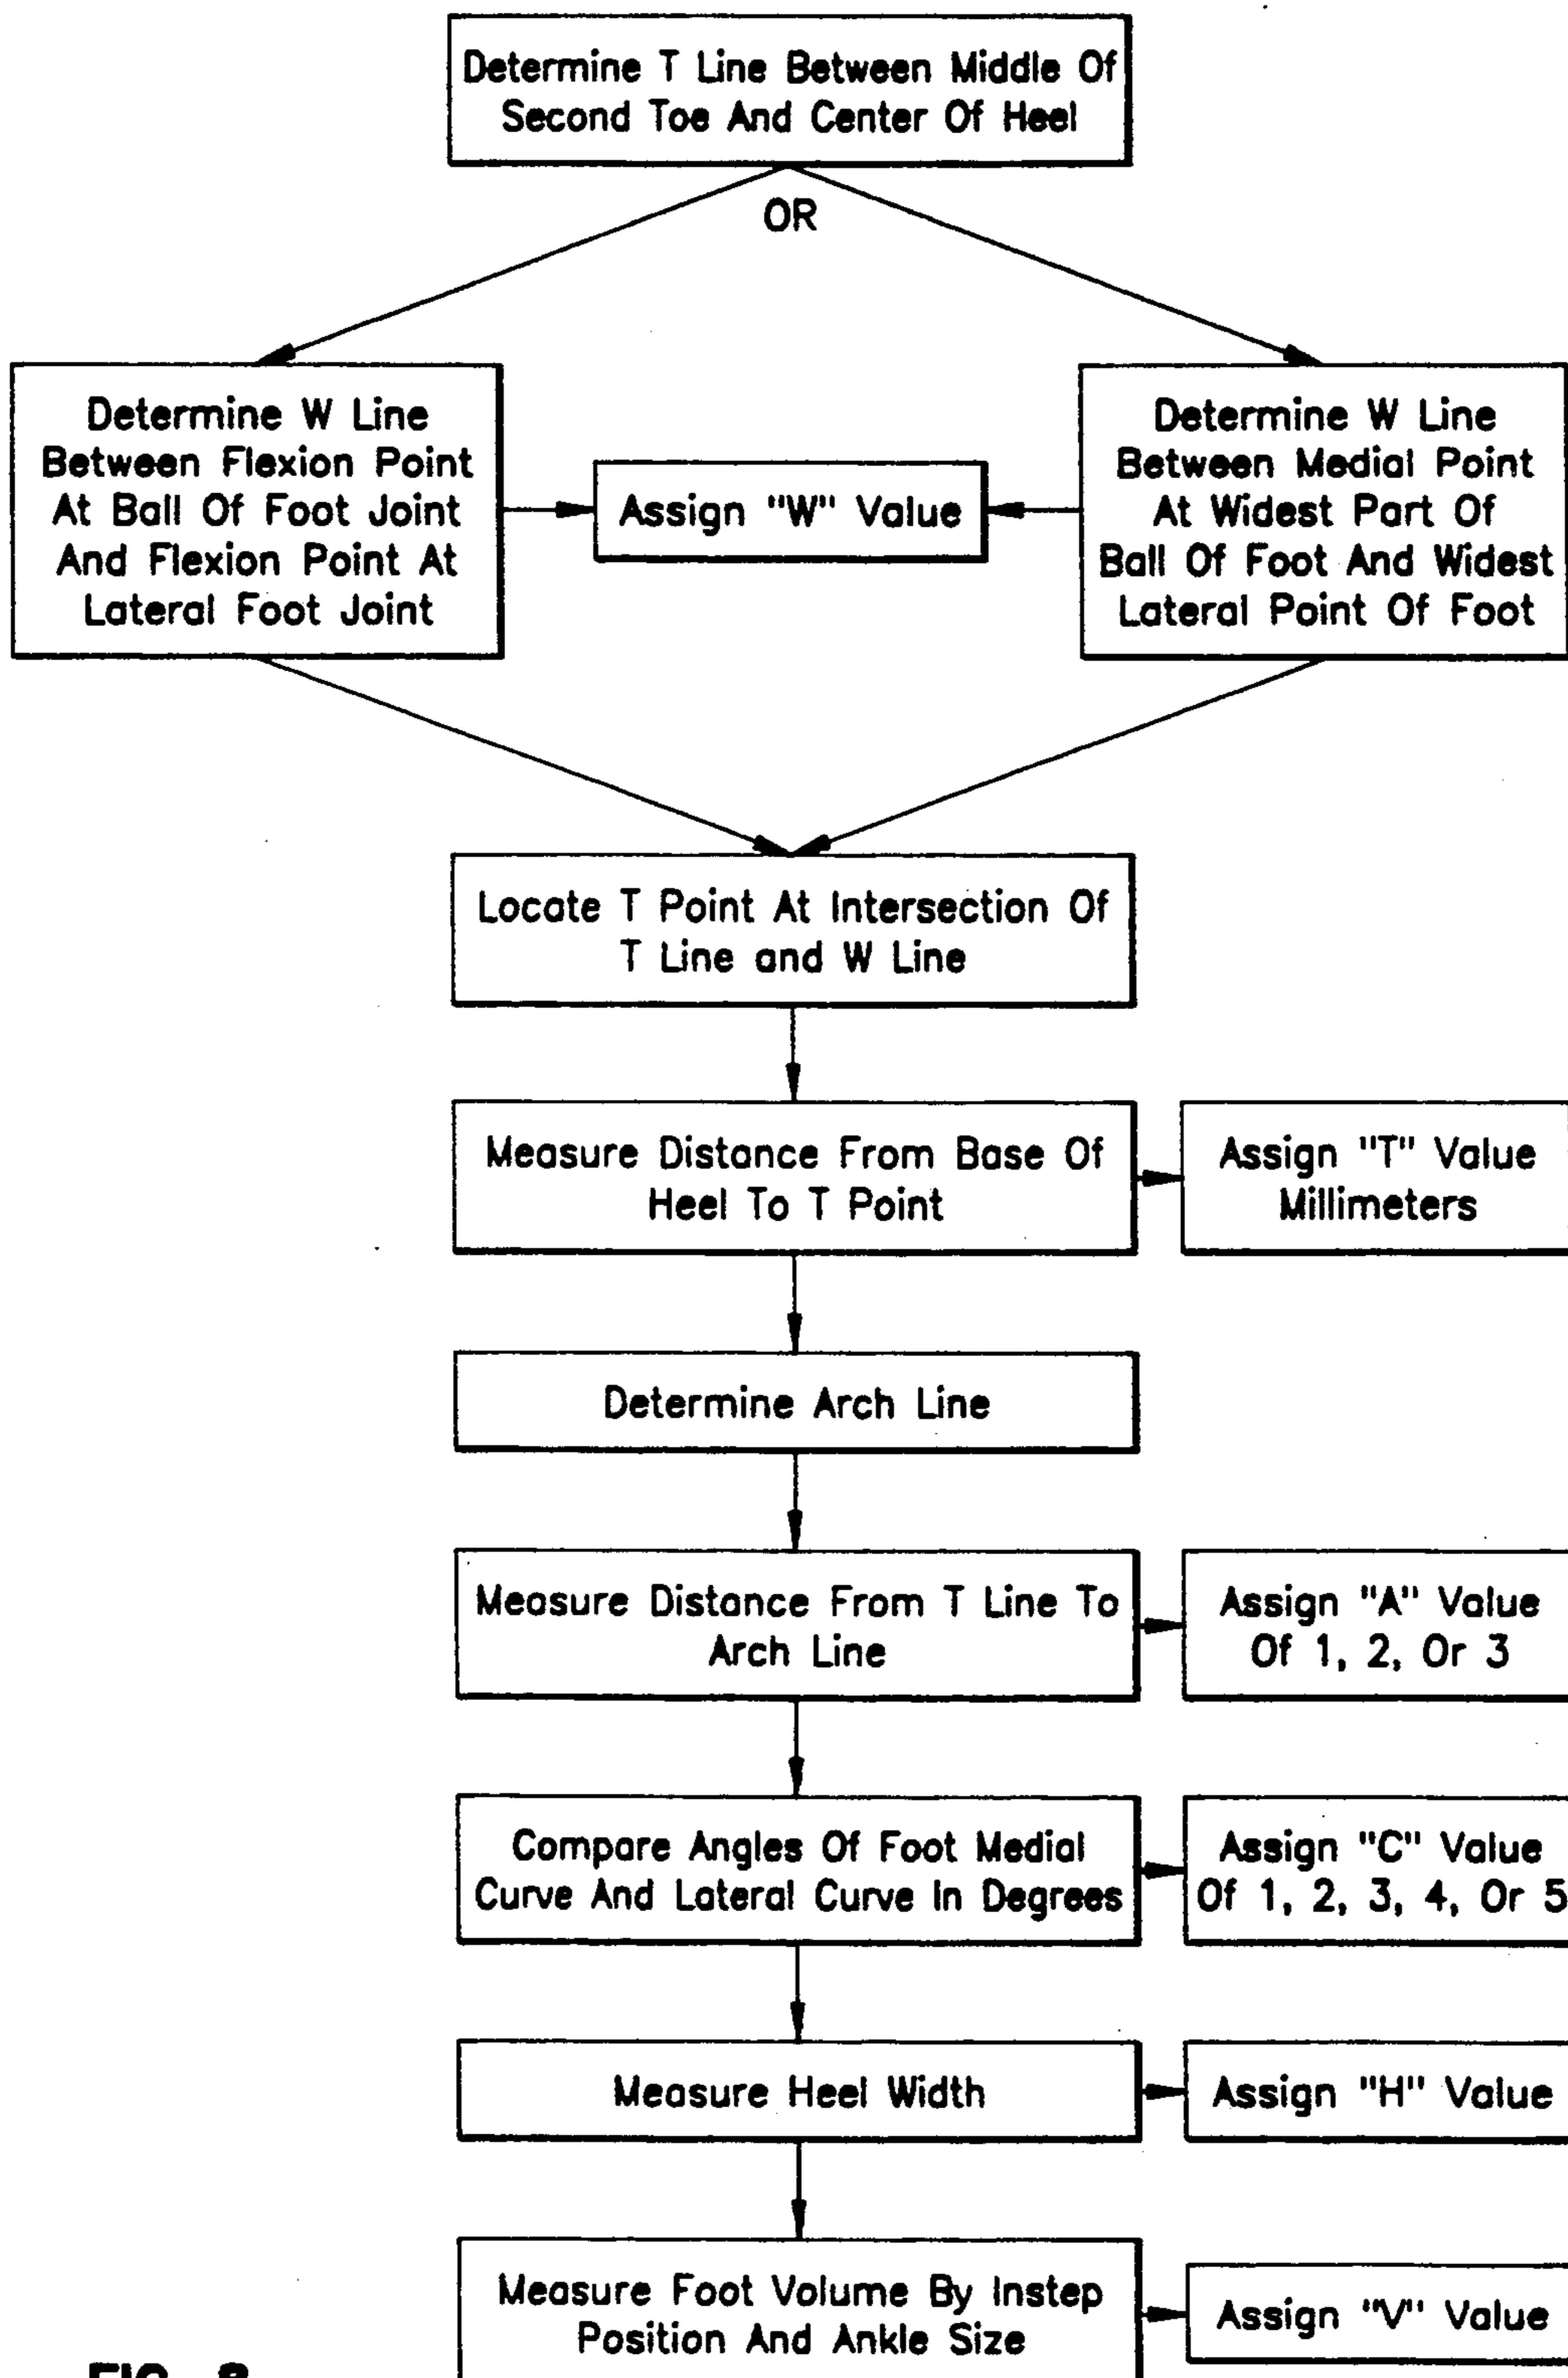 Determine T Line Between Middle Of
Second Toe And Center Of Heel
OR
Determine W Line
Between Flexion Point
At Ball Of Foot Joint
And Flexion Point At
Lateral Foot Joint
Assign "W" Value
Determine W Line
Between Medial Point
At Widest Part Of
Ball Of Foot And Widest
Lateral Point Of Foot
Locate T Point At Intersection Of
T Line and W Line
Measure Distance From Base Of
Heel To T Point
Assign "T" Value
Millimeters
Determine Arch Line
Measure Distance From T Line To
Arch Line
Assign "A" Value
Of 1, 2, Or 3
Compare Angles Of Foot Medial
Curve And Lateral Curve In Degrees
Assign "C" Value
Of 1, 2, 3, 4, Or 5
Measure Heel Width
Assign "H" Value
Measure Foot Volume By Instep
Position And Ankle Size
Assign "V" Value
FIG.